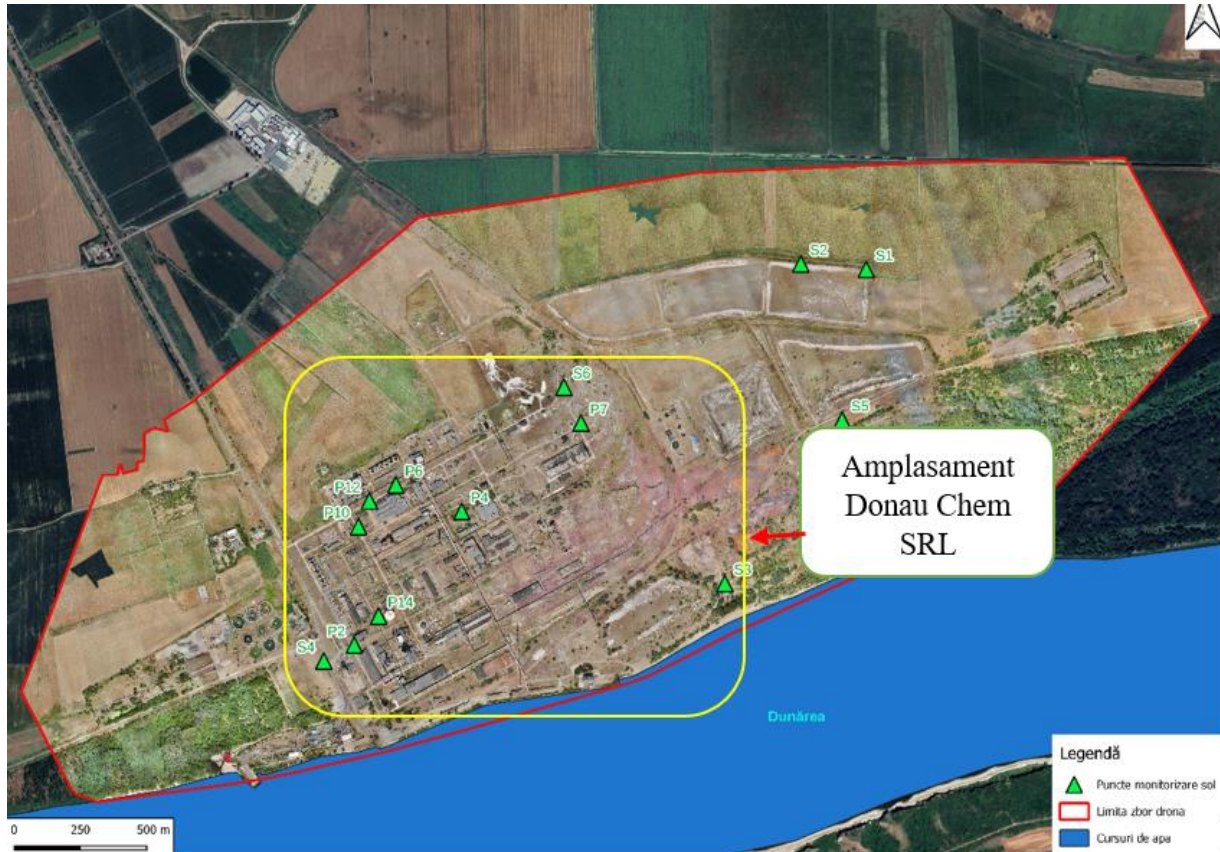 S2
S1
S6
P7
S5
P6
P12
P4
P10
Amplasament
Donau Chem
SRL
S3
P14
P2
S4
Dunărea
Legendă
Puncte monitorizare sol
Limita zbor drona
Cursuri de apa
0 250 500 m